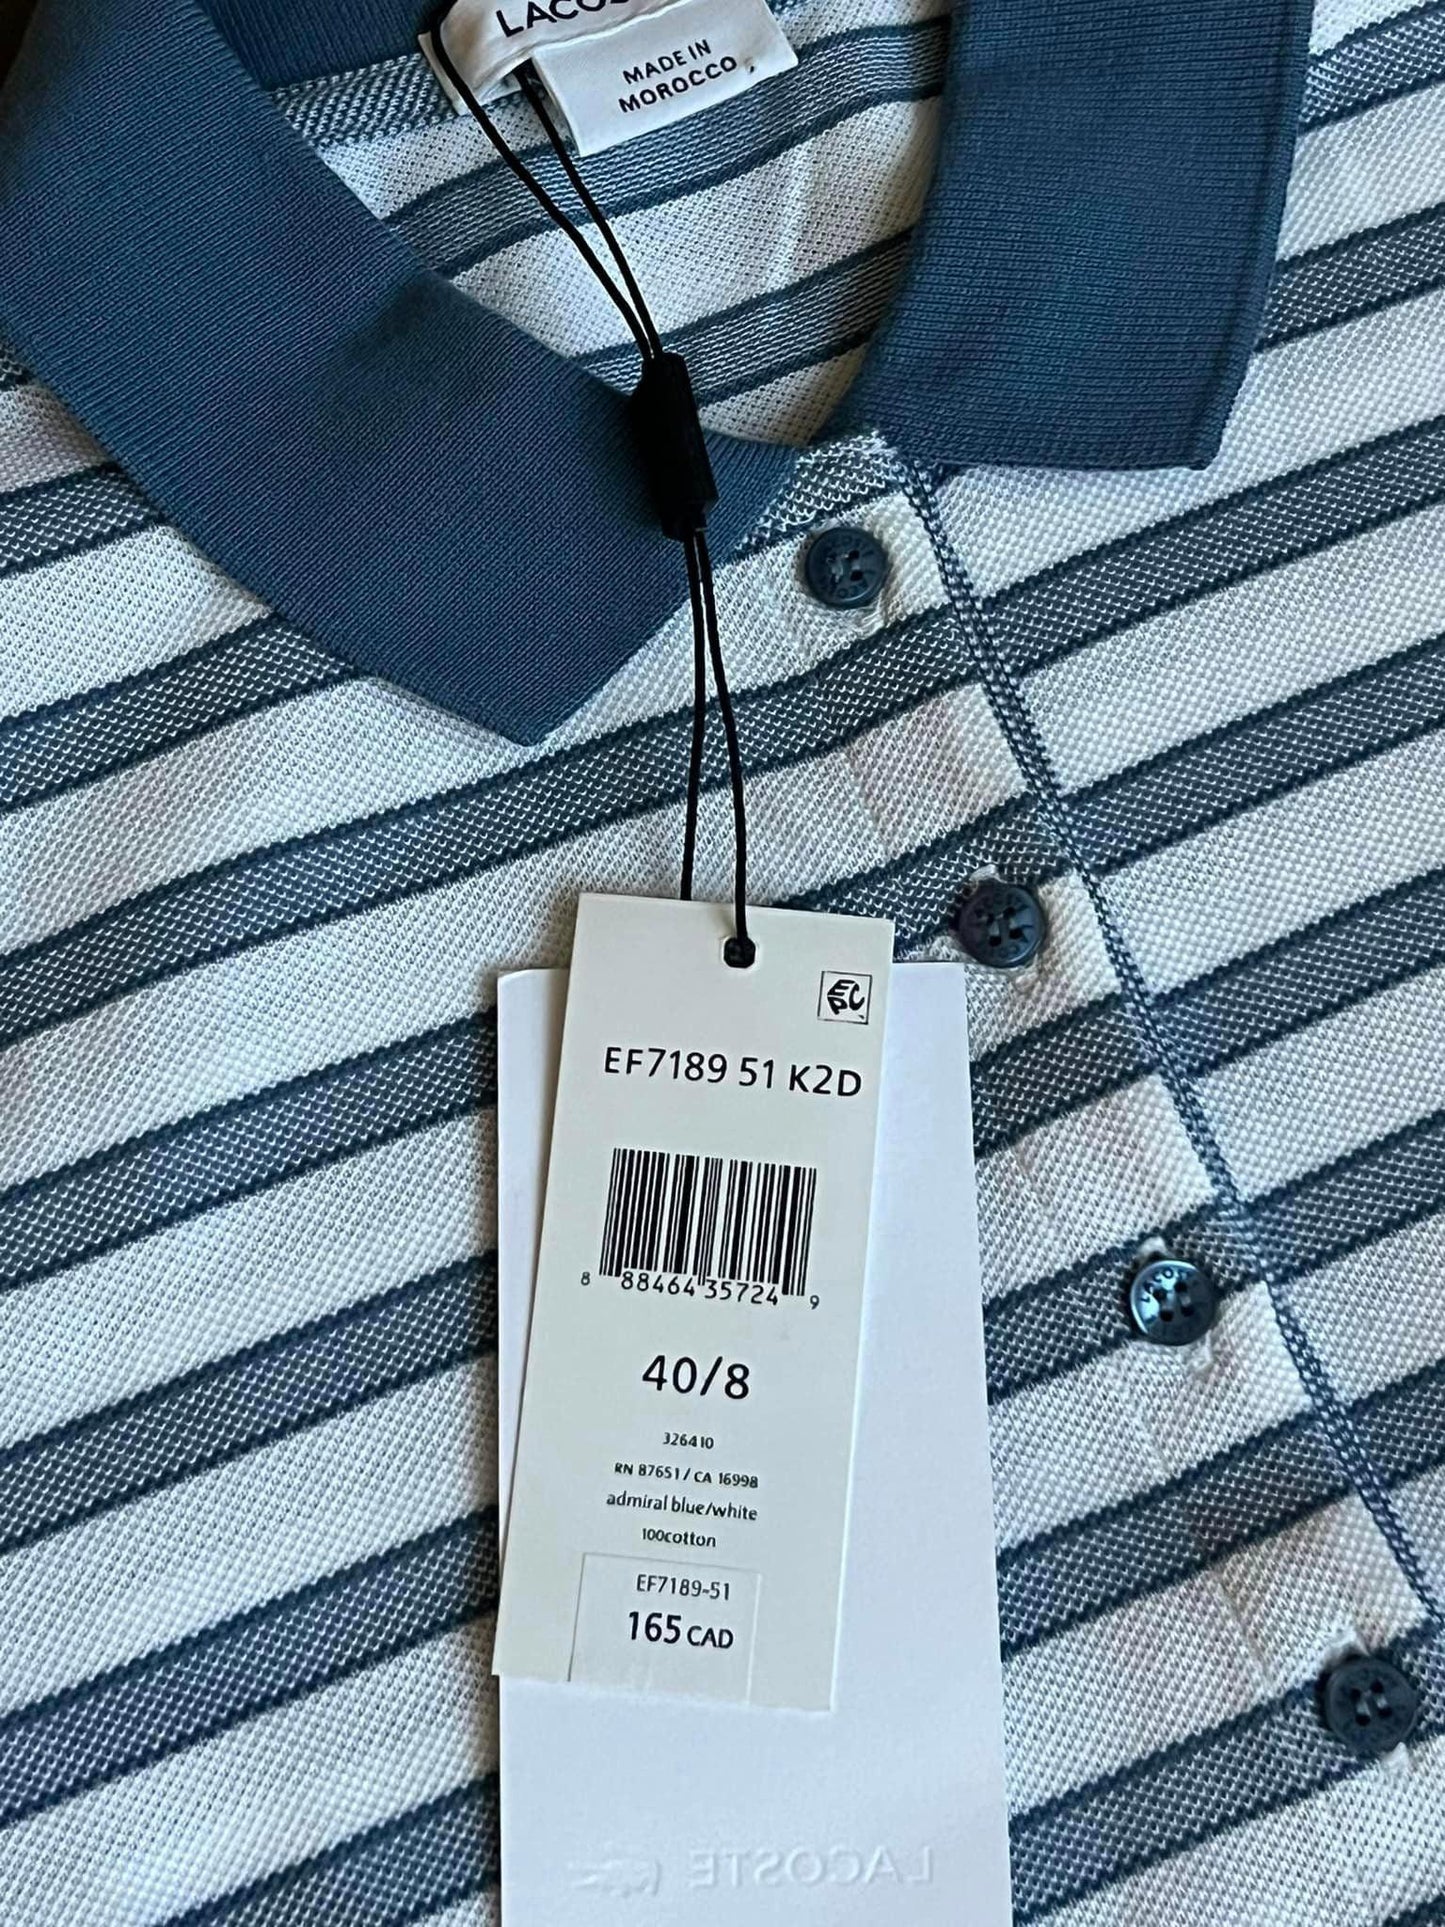 MADE IN
MOROCCO
EPC
EF7189 51 K2D
8 88464 35724 9
40/8
326410
RN 87651 / CA 16998
admiral blue/white
100cotton
EF7189-51
165 CAD
LACOSTE